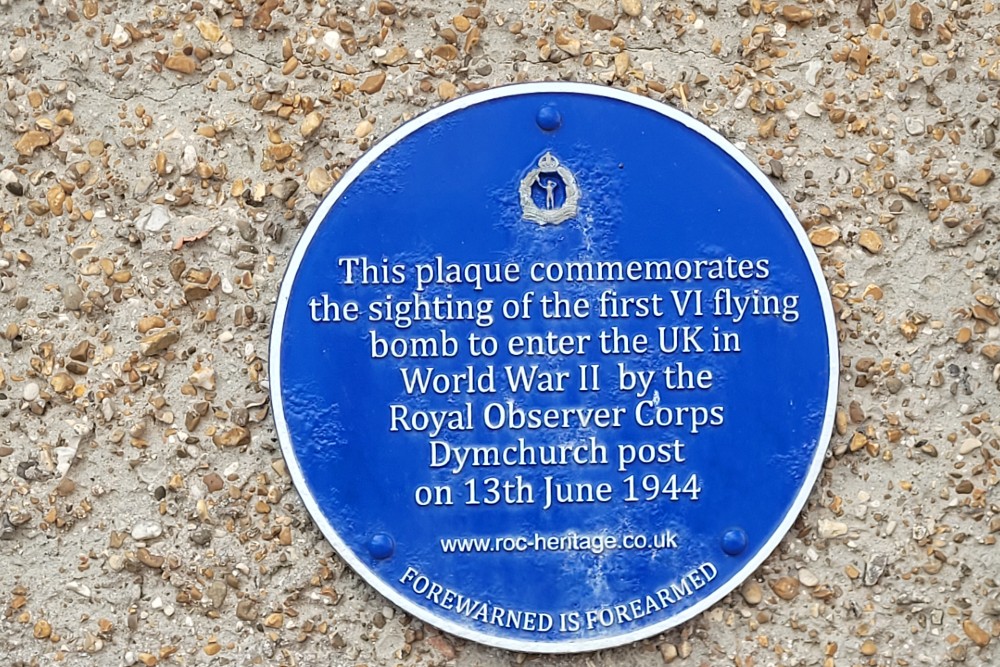 This plaque commemorates
the sighting of the first VI flying
bomb to enter the UK in
World War II by the
Royal Observer Corps
Dymchurch post
on 13th June 1944
www.roc-heritage.co.uk
FOREWARNED IS FOREARMED